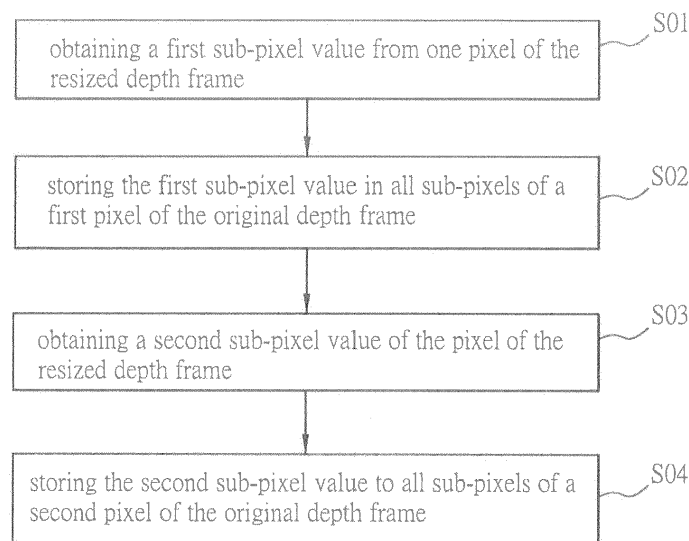 S01
obtaining a first sub-pixel value from one pixel of the
resized depth frame
S02
storing the first sub-pixel value in all sub-pixels of a
first pixel of the original depth frame
S03
obtaining a second sub-pixel value of the pixel of the
resized depth frame
S04
storing the second sub-pixel value to all sub-pixels of a
second pixel of the original depth frame